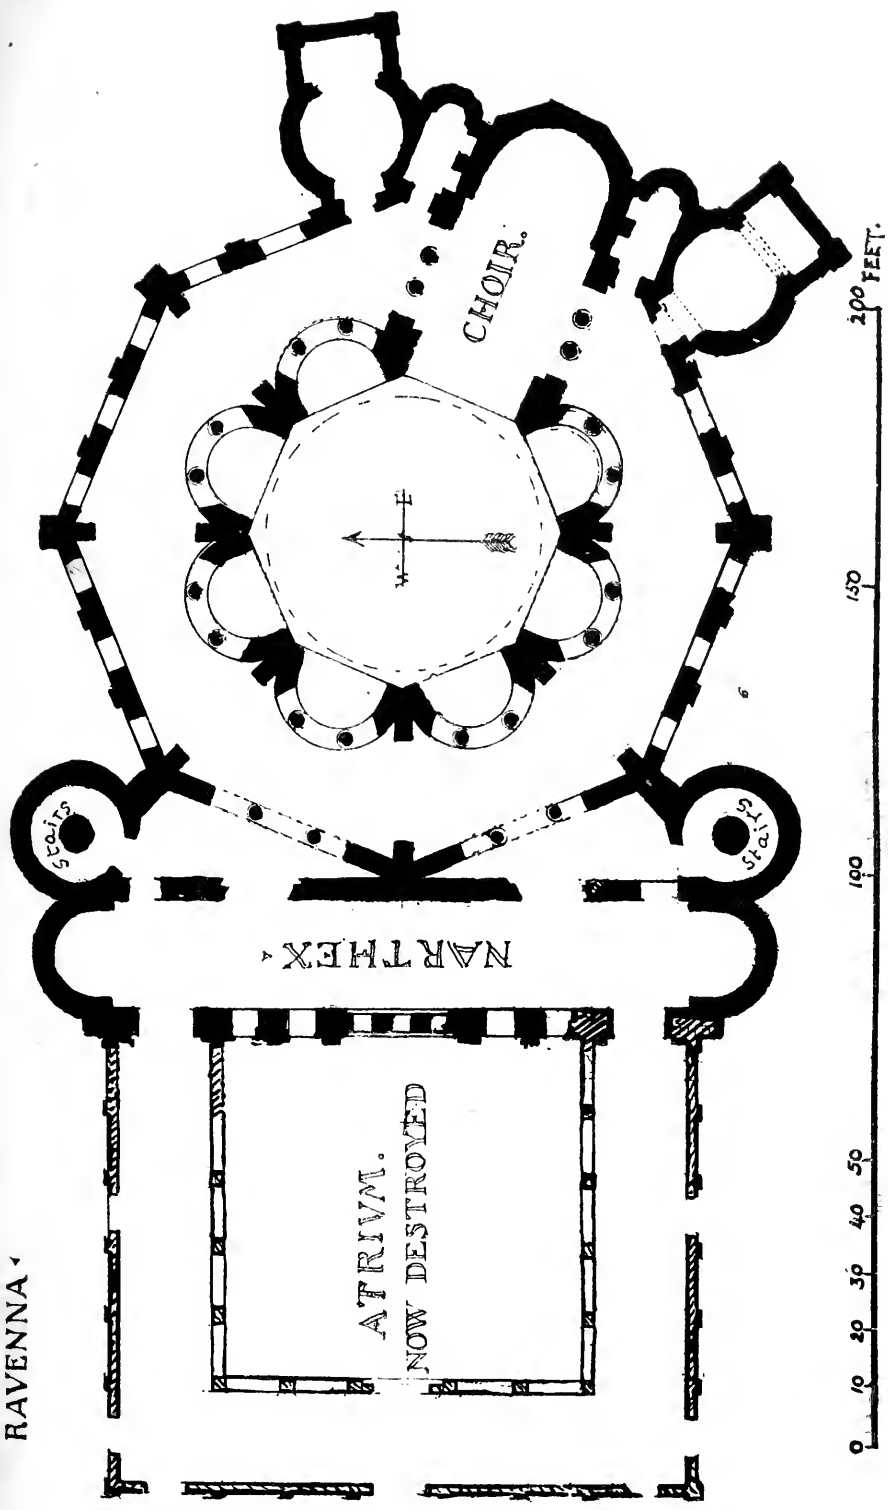 RAVENNA
CHOIR.
E
W
Stairs
Stairs
NARTHEX
ATRIVM.
NOW DESTROYED
0 10 20 30 40 50 100 150 200 FEET.